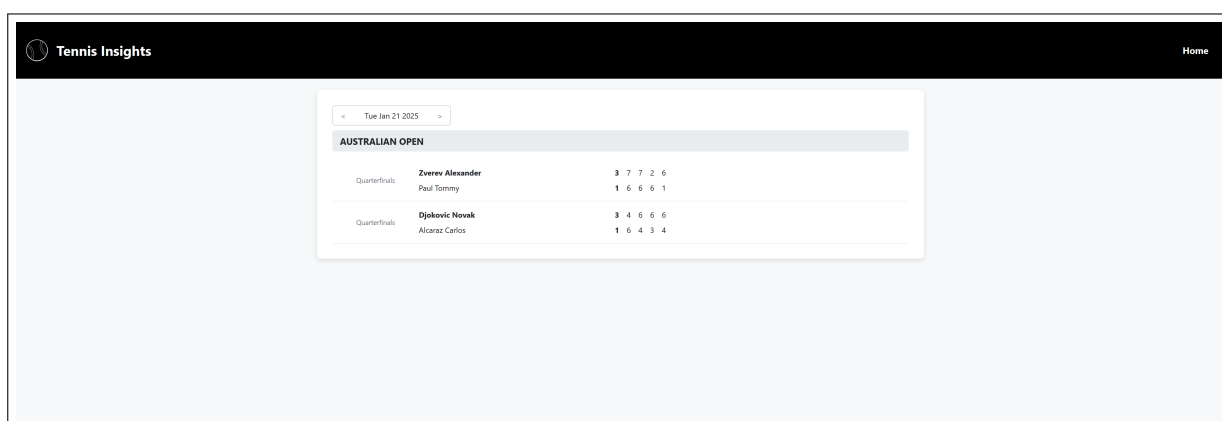 Tennis Insights Home
< Tue Jan 21 2025 >
AUSTRALIAN OPEN
Quarterfinals
Zverev Alexander 3 7 7 2 6
Paul Tommy 1 6 6 6 1
Quarterfinals
Djokovic Novak 3 4 6 6 6
Alcaraz Carlos 1 6 4 3 4